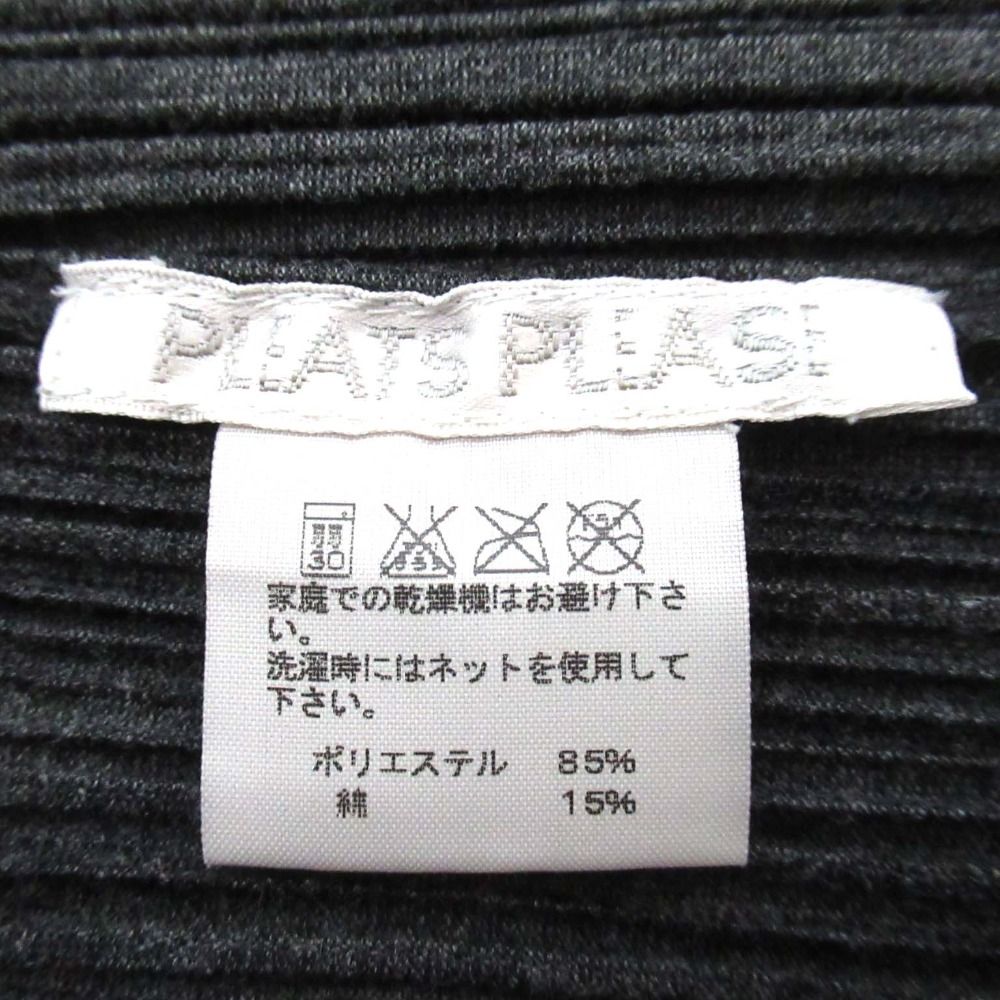 PLEATS PLEASE
弱
30
家庭での乾燥機はお避け下さ
い。
洗濯時にはネットを使用して
下さい。
ポリエステル 85%
綿 15%